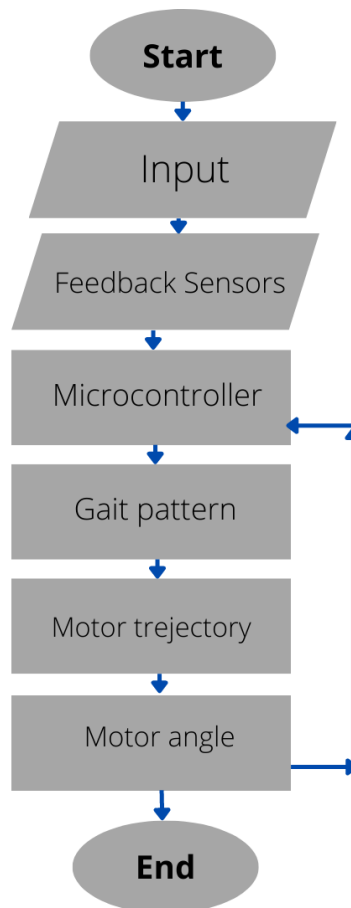 Start
Input
Feedback Sensors
Microcontroller
Gait pattern
Motor trejectory
Motor angle
End